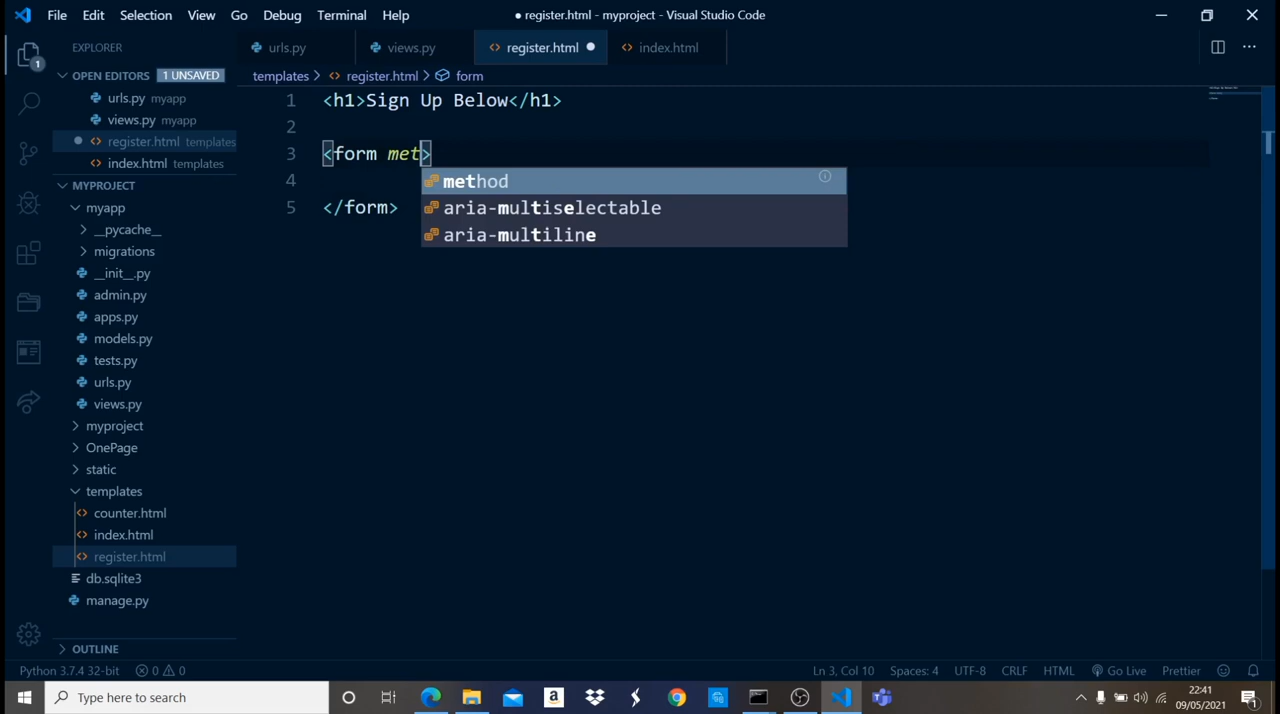 File Edit Selection View Go Debug Terminal Help
● register.html - myproject - Visual Studio Code
EXPLORER
urls.py
views.py
register.html
index.html
OPEN EDITORS 1 UNSAVED
templates > register.html > form
urls.py myapp
views.py myapp
register.html templates
index.html templates
MYPROJECT
myapp
__pycache__
migrations
__init__.py
admin.py
apps.py
models.py
tests.py
urls.py
views.py
myproject
OnePage
static
templates
counter.html
index.html
register.html
db.sqlite3
manage.py
OUTLINE
1 <h1>Sign Up Below</h1>
2
3 <form met>
4
5 </form>
method
aria-multiselectable
aria-multiline
1
Python 3.7.4 32-bit 0 0
Ln 3, Col 10 Spaces: 4 UTF-8 CRLF HTML Go Live Prettier
Type here to search
22:41
09/05/2021
1